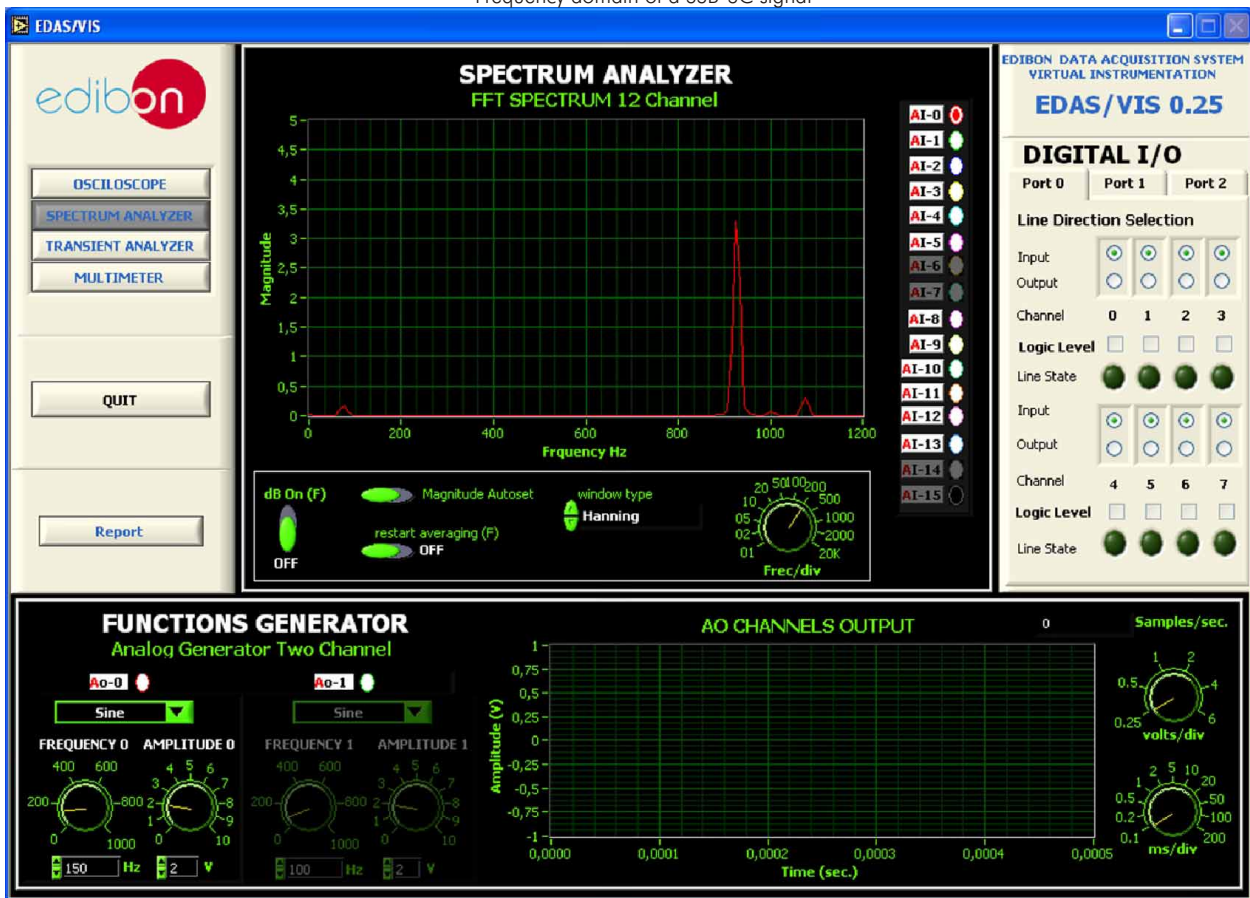 Frequency domain of a SSB-SC signal
EDAS/VIS
edibon
OSCILOSCOPE
SPECTRUM ANALYZER
TRANSIENT ANALYZER
MULTIMETER
QUIT
Report
SPECTRUM ANALYZER
FFT SPECTRUM 12 Channel
Magnitude
5
4,5
4
3,5
3
2,5
2
1,5
1
0,5
0
0 200 400 600 800 1000 1200
Frquency Hz
AI-0
AI-1
AI-2
AI-3
AI-4
AI-5
AI-6
AI-7
AI-8
AI-9
AI-10
AI-11
AI-12
AI-13
AI-14
AI-15
dB On (F)
OFF
Magnitude Autoset
restart averaging (F)
OFF
window type
Hanning
01 02 05 10 20 50 100 200 500 1000 2000 20K
Frec/div
EDIBON DATA ACQUISITION SYSTEM
VIRTUAL INSTRUMENTATION
EDAS/VIS 0.25
DIGITAL I/O
Port 0 Port 1 Port 2
Line Direction Selection
Input
Output
Channel 0 1 2 3
Logic Level
Line State
Input
Output
Channel 4 5 6 7
Logic Level
Line State
FUNCTIONS GENERATOR
Analog Generator Two Channel
Ao-0
Sine
FREQUENCY 0 AMPLITUDE 0
0 200 400 600 800 1000
0 1 2 3 4 5 6 7 8 9 10
150 Hz 2 V
Ao-1
Sine
FREQUENCY 1 AMPLITUDE 1
0 200 400 600 800 1000
0 1 2 3 4 5 6 7 8 9 10
100 Hz 2 V
AO CHANNELS OUTPUT
0 Samples/sec.
Amplitude (V)
1
0,75
0,5
0,25
0
-0,25
-0,5
-0,75
-1
0,0000 0,0001 0,0002 0,0003 0,0004 0,0005
Time (sec.)
0.25 0.5 1 2 4 6
volts/div
0.1 0.2 0.5 1 2 5 10 20 50 100 200
ms/div